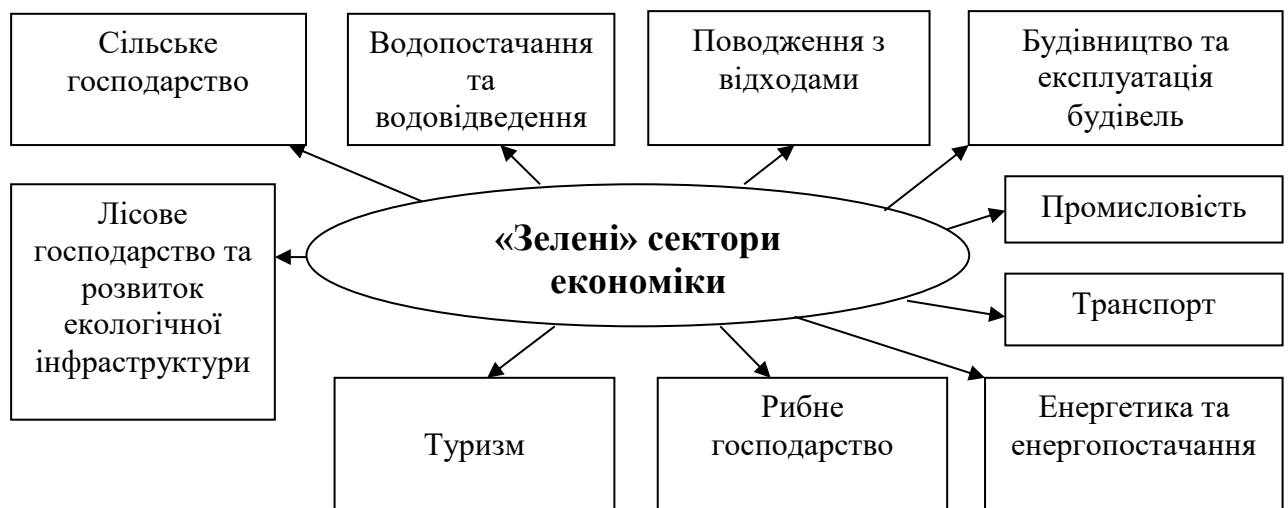 Сільське
господарство
Водопостачання
та
водовідведення
Поводження з
відходами
Будівництво та
експлуатація
будівель
Лісове
господарство та
розвиток
екологічної
інфраструктури
«Зелені» сектори
економіки
Промисловість
Транспорт
Туризм
Рибне
господарство
Енергетика та
енергопостачання